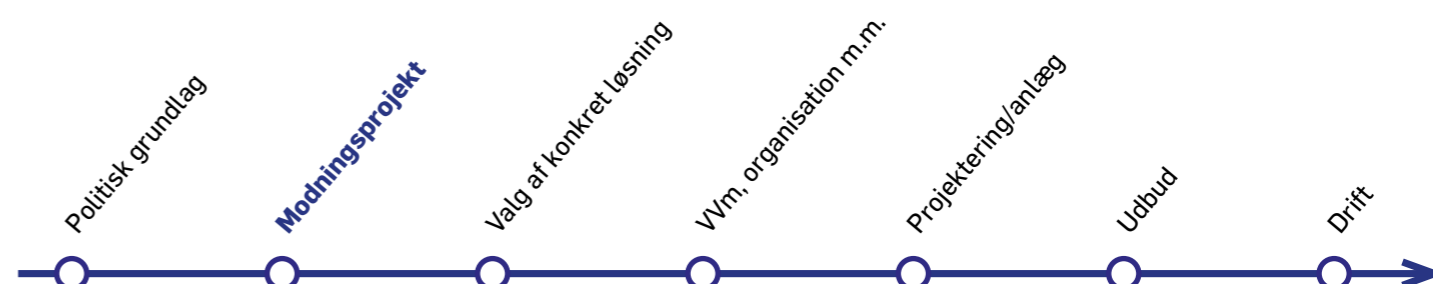 Politisk grundlag
Modningsprojekt
Valg af konkret løsning
VVm, organisation m.m.
Projektering/anlæg
Udbud
Drift